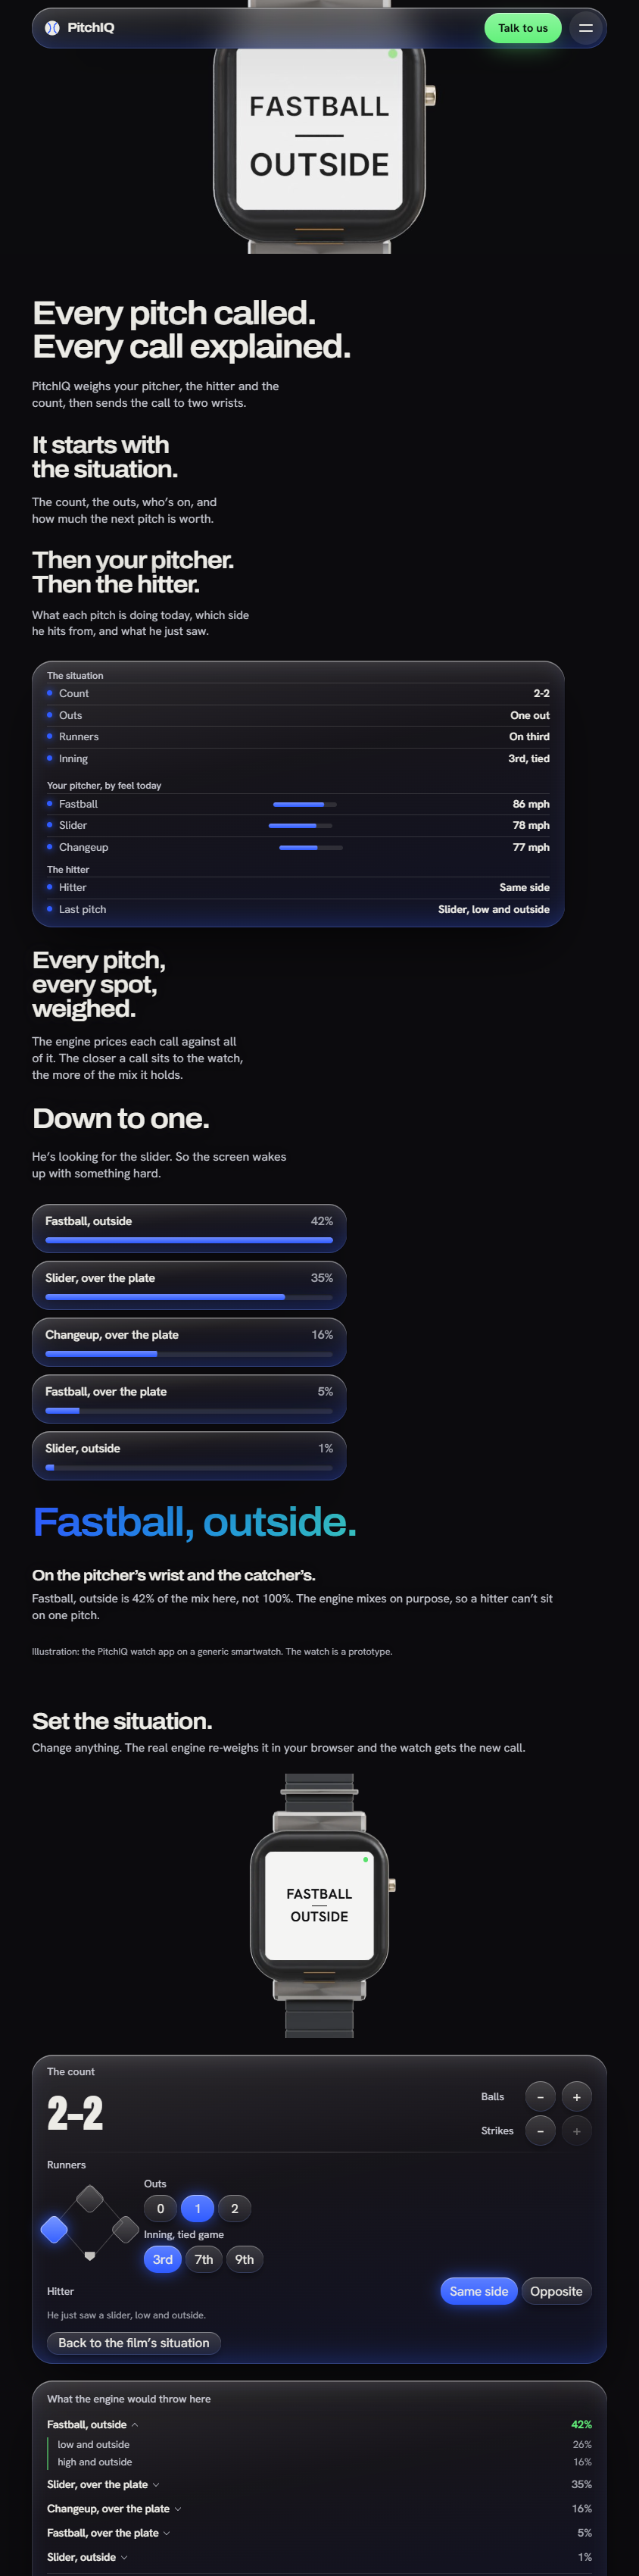 PitchIQ
Talk to us
FASTBALL
OUTSIDE
Every pitch called.
Every call explained.
PitchIQ weighs your pitcher, the hitter and the
count, then sends the call to two wrists.
It starts with
the situation.
The count, the outs, who’s on, and
how much the next pitch is worth.
Then your pitcher.
Then the hitter.
What each pitch is doing today, which side
he hits from, and what he just saw.
The situation
Count 2-2
Outs One out
Runners On third
Inning 3rd, tied
Your pitcher, by feel today
Fastball 86 mph
Slider 78 mph
Changeup 77 mph
The hitter
Hitter Same side
Last pitch Slider, low and outside
Every pitch,
every spot,
weighed.
The engine prices each call against all
of it. The closer a call sits to the watch,
the more of the mix it holds.
Down to one.
He’s looking for the slider. So the screen wakes
up with something hard.
Fastball, outside 42%
Slider, over the plate 35%
Changeup, over the plate 16%
Fastball, over the plate 5%
Slider, outside 1%
Fastball, outside.
On the pitcher’s wrist and the catcher’s.
Fastball, outside is 42% of the mix here, not 100%. The engine mixes on purpose, so a hitter can’t sit
on one pitch.
Illustration: the PitchIQ watch app on a generic smartwatch. The watch is a prototype.
Set the situation.
Change anything. The real engine re-weighs it in your browser and the watch gets the new call.
FASTBALL
OUTSIDE
The count
2–2
Balls − +
Strikes − +
Runners
Outs
0 1 2
Inning, tied game
3rd 7th 9th
Hitter
Same side Opposite
He just saw a slider, low and outside.
Back to the film’s situation
What the engine would throw here
Fastball, outside 42%
low and outside 26%
high and outside 16%
Slider, over the plate 35%
Changeup, over the plate 16%
Fastball, over the plate 5%
Slider, outside 1%